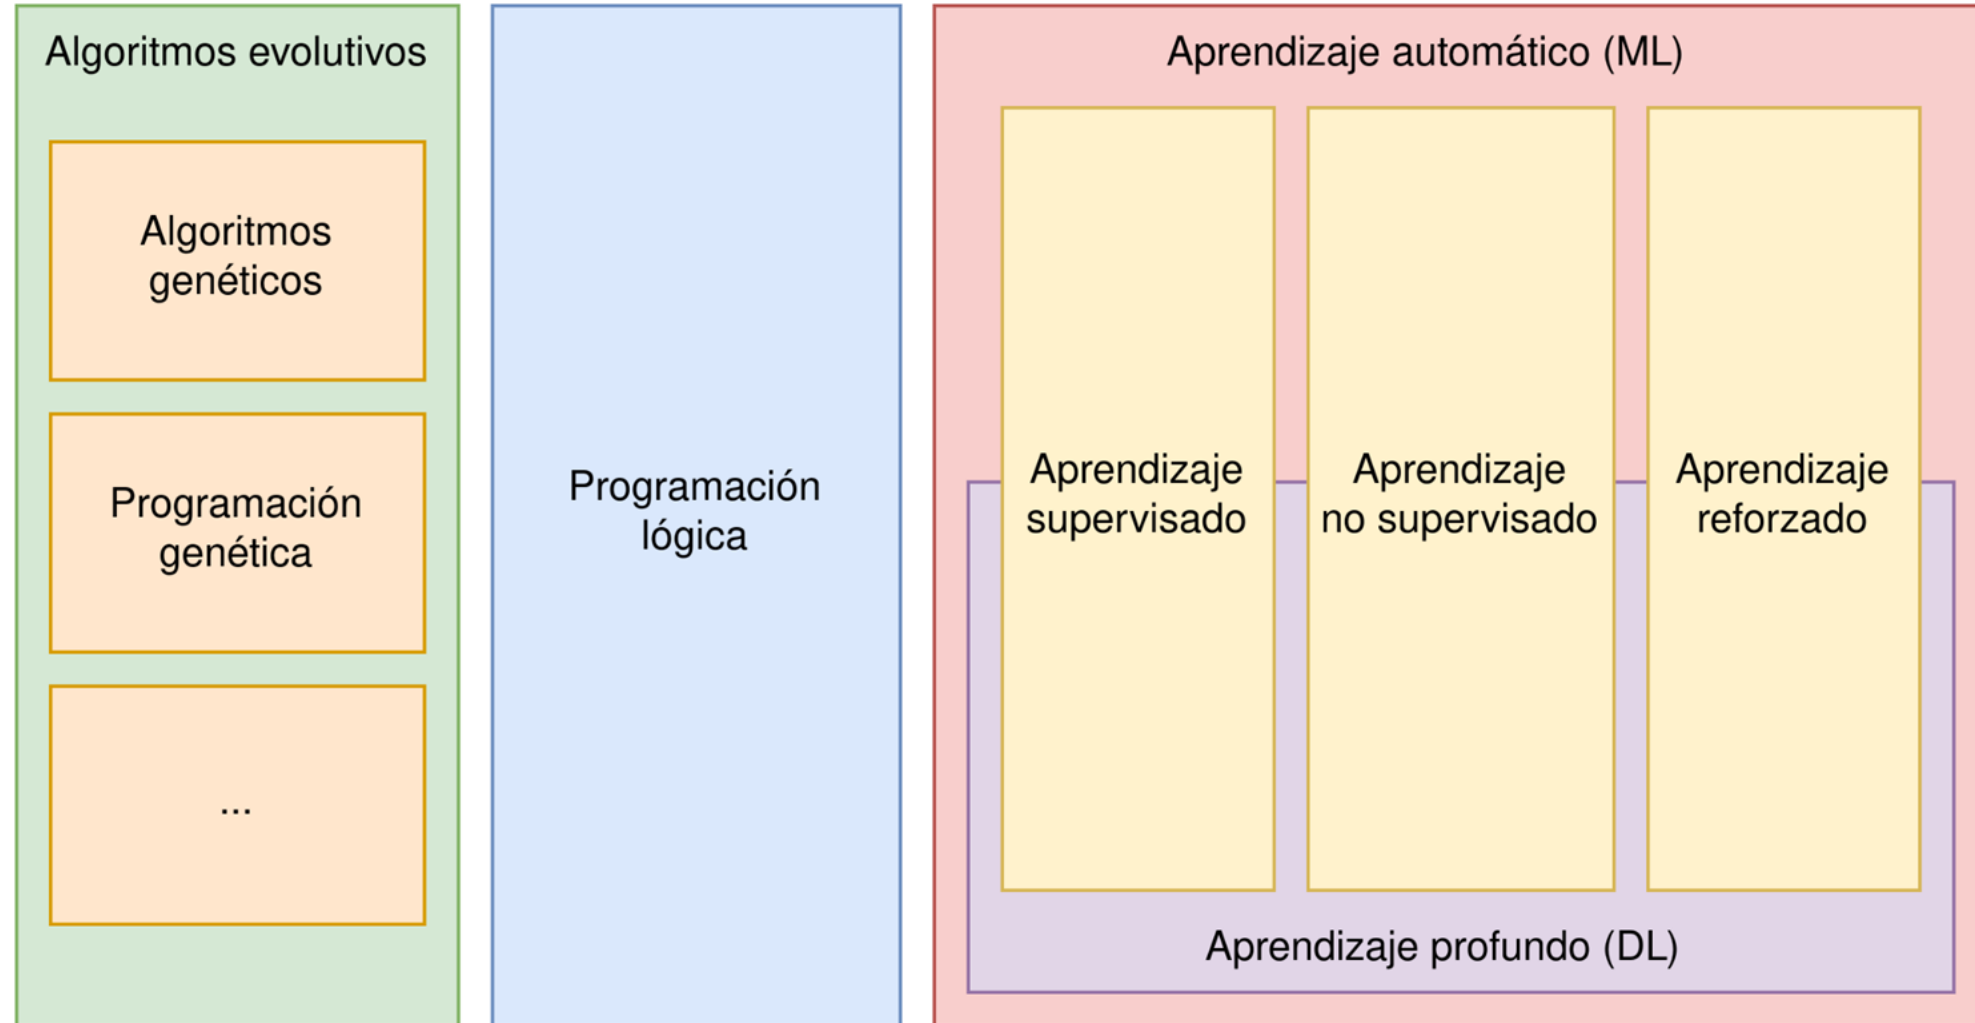 Algoritmos evolutivos
Algoritmos
genéticos
Programación
genética
...
Programación
lógica
Aprendizaje automático (ML)
Aprendizaje
supervisado
Aprendizaje
no supervisado
Aprendizaje
reforzado
Aprendizaje profundo (DL)